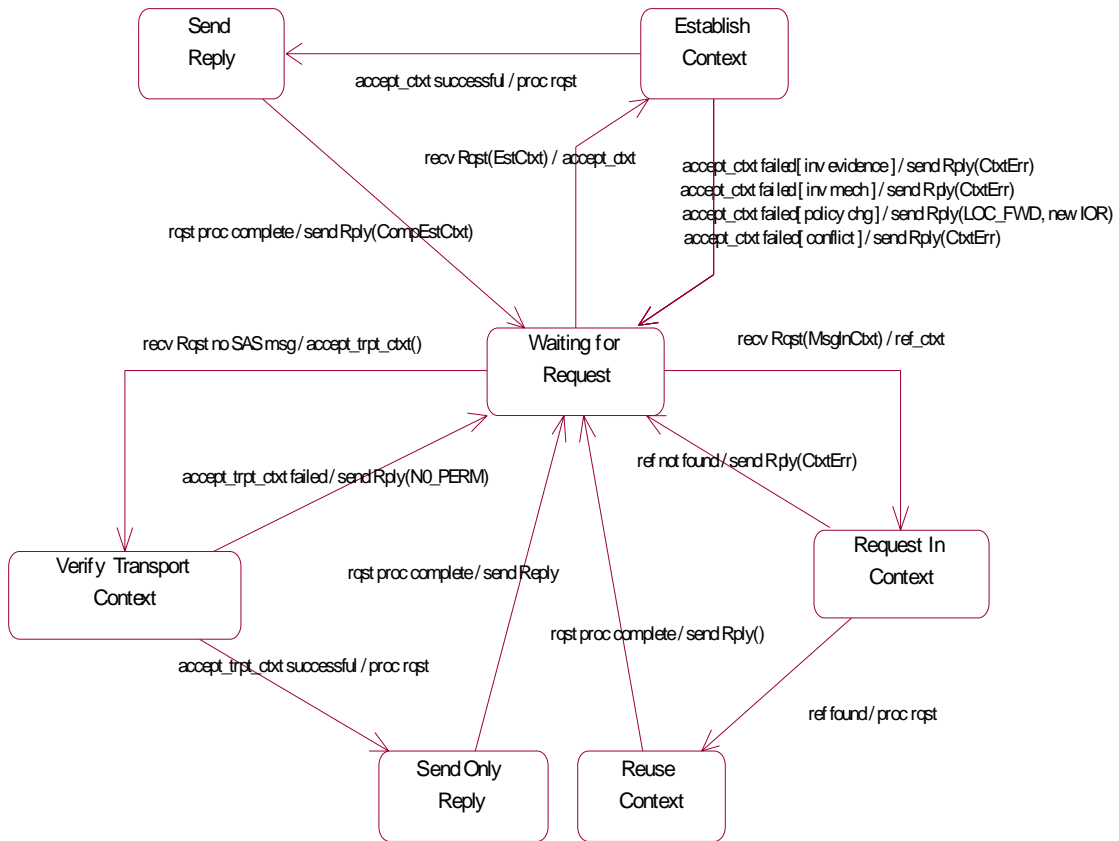 Send
Reply
Establish
Context
accept_ctxt successful / proc rqst
recv Rqst(EstCtxt) / accept_ctxt
accept_ctxt failed[ inv evidence ] / send Rply(CtxtErr)
accept_ctxt failed[ inv mech ] / send Rply(CtxtErr)
accept_ctxt failed[ policy chg ] / send Rply(LOC_FWD, new IOR)
accept_ctxt failed[ conflict ] / send Rply(CtxtErr)
rqst proc complete / send Rply(CompEstCtxt)
recv Rqst no SAS msg / accept_trpt_ctxt()
Waiting for
Request
recv Rqst(MsgInCtxt) / ref_ctxt
accept_trpt_ctxt failed / send Rply(N0_PERM)
ref not found / send Rply(CtxtErr)
Verify Transport
Context
Request In
Context
rqst proc complete / send Reply
rqst proc complete / send Rply()
accept_trpt_ctxt successful / proc rqst
ref found / proc rqst
Send Only
Reply
Reuse
Context